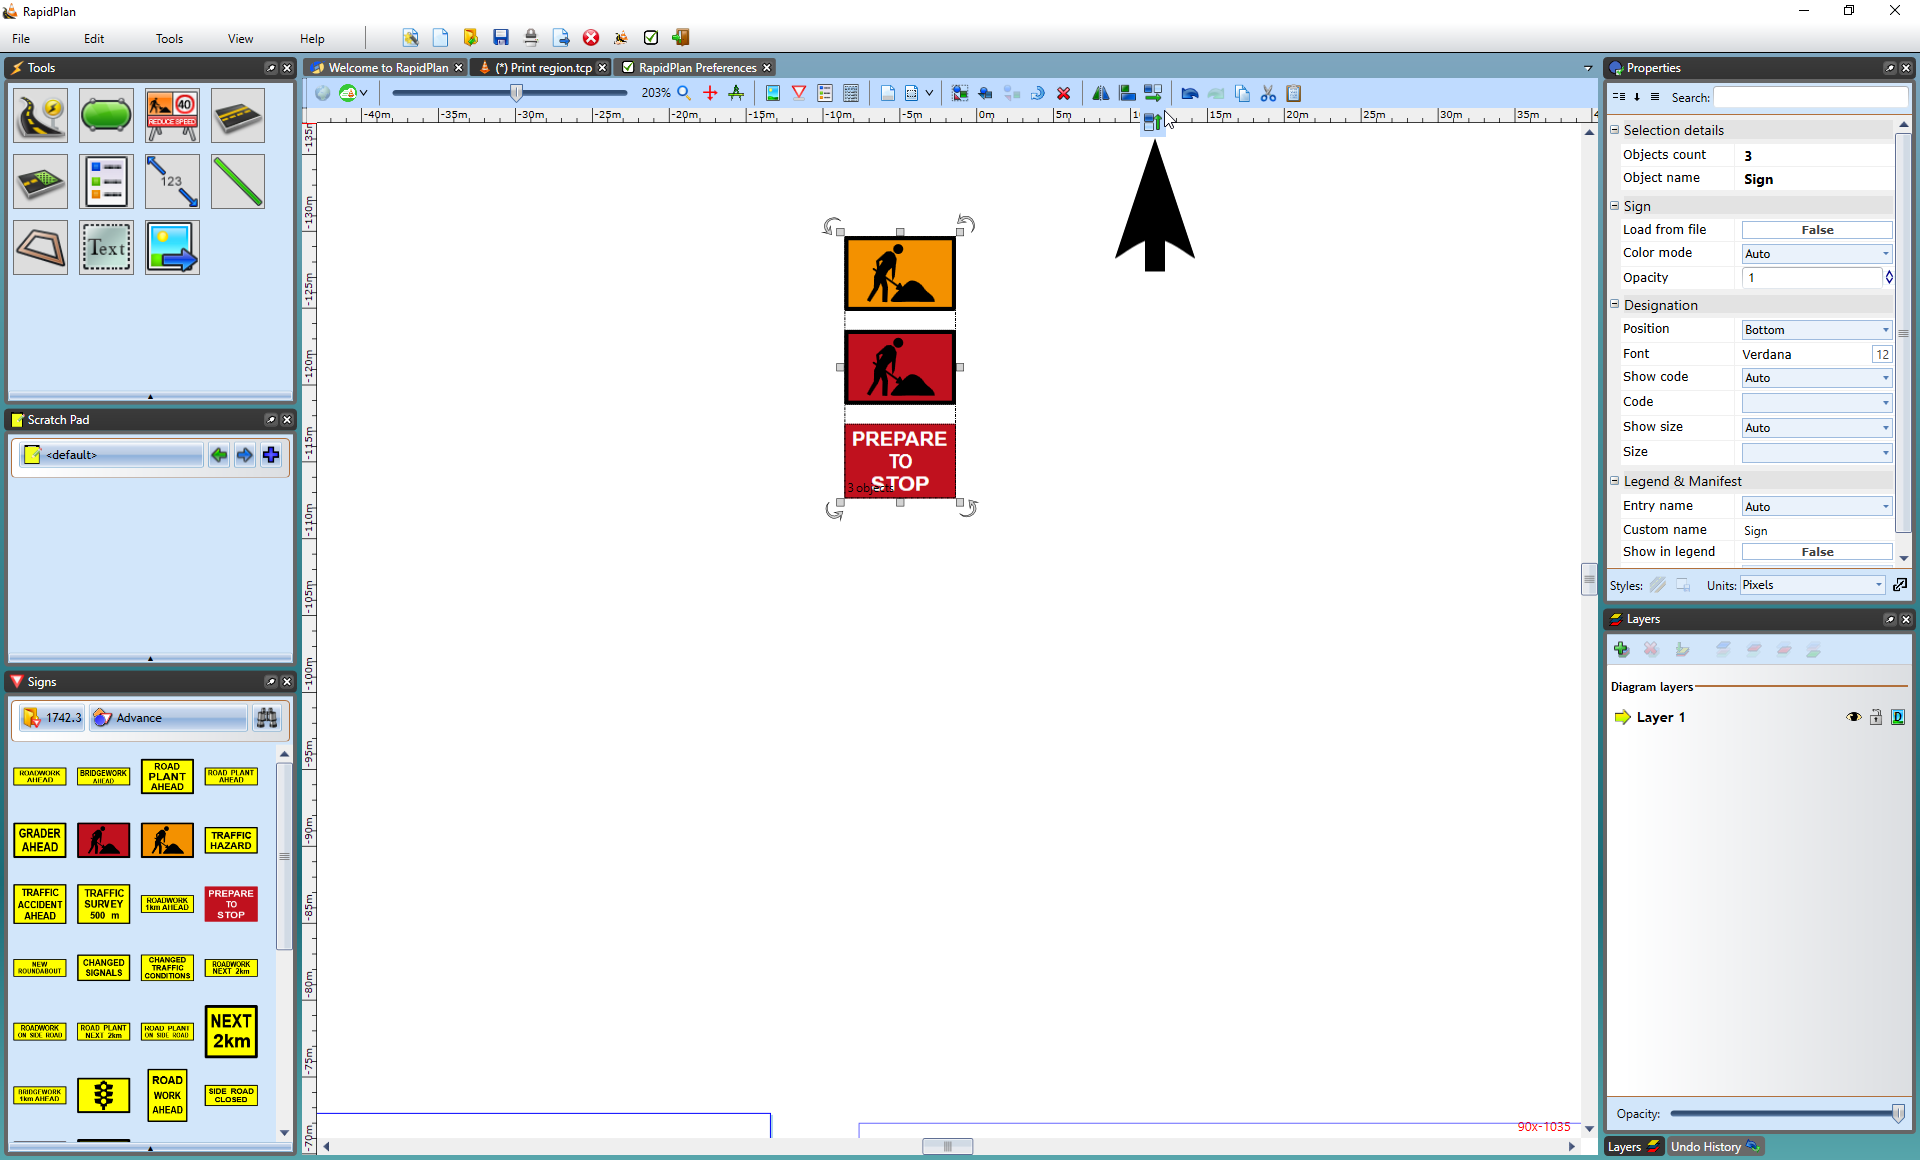 RapidPlan
File Edit Tools View Help
Tools
Welcome to RapidPlan (*) Print region.tcp RapidPlan Preferences
Properties
40 REDUCE SPEED
203%
Search:
-40m -35m -30m -25m -20m -15m -10m -5m 0m 5m 15m 20m 25m 30m 35m
-135m
-130m
-125m
-120m
-115m
-110m
-105m
-100m
-95m
-90m
-85m
-80m
-75m
-70m
123
Text
Selection details
Objects count 3
Object name Sign
Sign
Load from file False
Color mode Auto
Opacity 1
Designation
Position Bottom
Font Verdana 12
Show code Auto
Code
Show size Auto
Size
Legend & Manifest
Entry name Auto
Custom name Sign
Show in legend False
Styles: Units: Pixels
PREPARE
TO
STOP
3 objects
Scratch Pad
<default>
Layers
Diagram layers
Layer 1
D
Opacity:
Layers Undo History
Signs
1742.3 Advance
ROADWORK AHEAD
BRIDGEWORK AHEAD
ROAD PLANT AHEAD
ROAD PLANT AHEAD
GRADER AHEAD
TRAFFIC HAZARD
TRAFFIC ACCIDENT AHEAD
TRAFFIC SURVEY 500 m
ROADWORK 1km AHEAD
PREPARE TO STOP
NEW ROUNDABOUT
CHANGED SIGNALS
CHANGED TRAFFIC CONDITIONS
ROADWORK NEXT 2km
ROADWORK ON SIDE ROAD
ROAD PLANT NEXT 2km
ROAD PLANT ON SIDE ROAD
NEXT 2km
BRIDGEWORK 1km AHEAD
ROAD WORK AHEAD
SIDE ROAD CLOSED
90x-1035